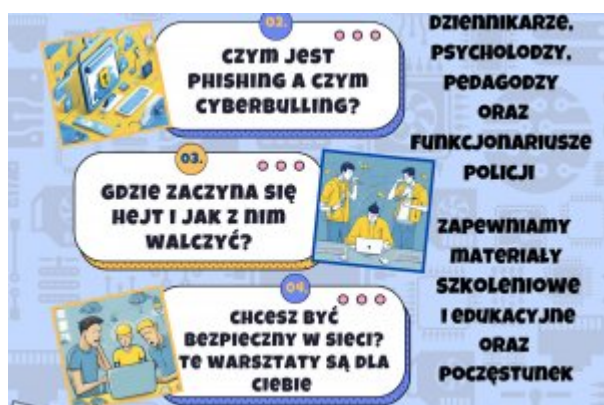 02.
CZYM JEST
PHISHING A CZYM
CYBERBULLING?
03.
GDZIE ZACZYNA SIĘ
HEJT I JAK Z NIM
WALCZYĆ?
04.
CHCESZ BYĆ
BEZPIECZNY W SIECI?
TE WARSZTATY SĄ DLA
CIEBIE
DZIENNIKARZE,
PSYCHOLODZY,
PEDAGODZY
ORAZ
FUNKCJONARIUSZE
POLICJI
ZAPEWNIAMY
MATERIAŁY
SZKOLENIOWE
I EDUKACYJNE
ORAZ
POCZĘSTUNEK